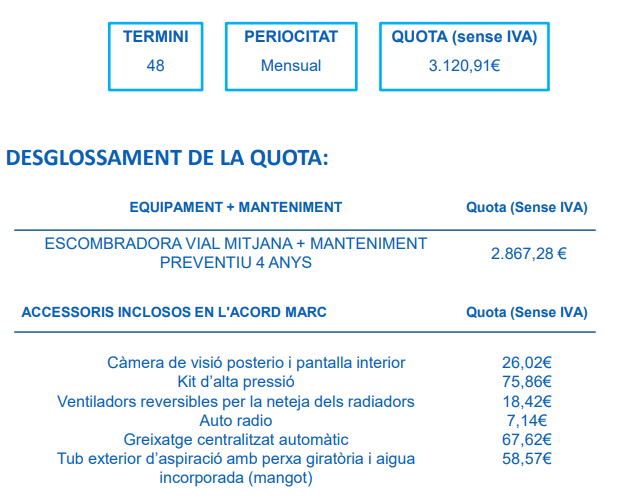 TERMINI
48
PERIOCITAT
Mensual
QUOTA (sense IVA)
3.120,91€
DESGLOSSAMENT DE LA QUOTA:
EQUIPAMENT + MANTENIMENT Quota (Sense IVA)
ESCOMBRADORA VIAL MITJANA + MANTENIMENT
PREVENTIU 4 ANYS
2.867,28 €
ACCESSORIS INCLOSOS EN L'ACORD MARC Quota (Sense IVA)
Càmera de visió posterio i pantalla interior 26,02€
Kit d’alta pressió 75,86€
Ventiladors reversibles per la neteja dels radiadors 18,42€
Auto radio 7,14€
Greixatge centralitzat automàtic 67,62€
Tub exterior d’aspiració amb perxa giratòria i aigua 58,57€
incorporada (mangot)